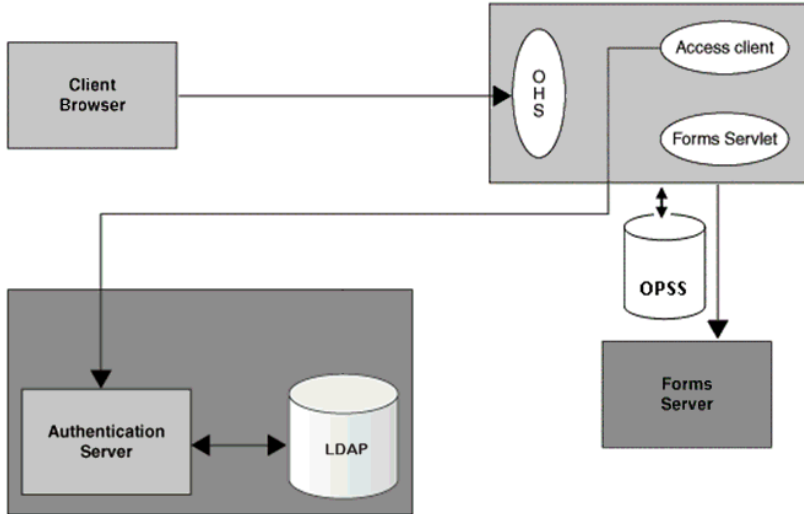 Client
Browser
O
H
S
Access client
Forms Servlet
OPSS
Forms
Server
Authentication
Server
LDAP